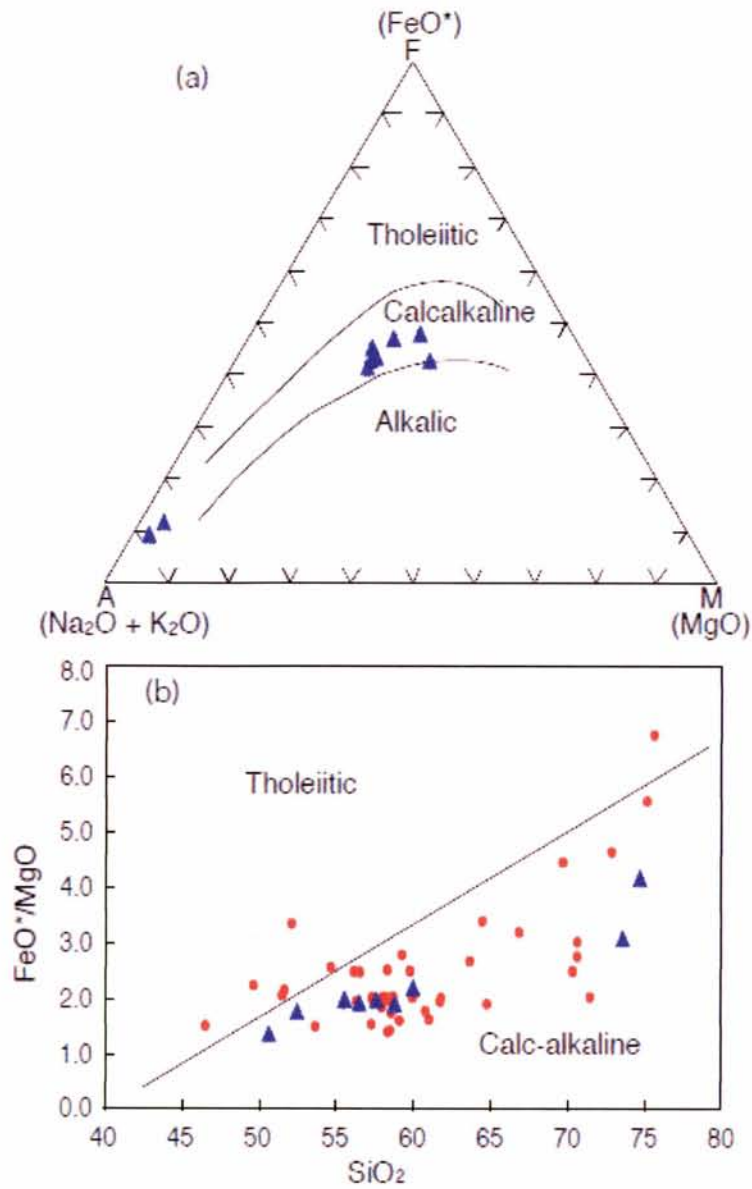 (FeO*)
F
(a)
Tholeiitic
Calcalkaline
Alkalic
A
M
(Na₂O + K₂O)
(MgO)
8.0
(b)
7.0
Tholeiitic
6.0
5.0
FeO*/MgO
4.0
3.0
2.0
Calc-alkaline
1.0
0.0
40 45 50 55 60 65 70 75 80
SiO₂